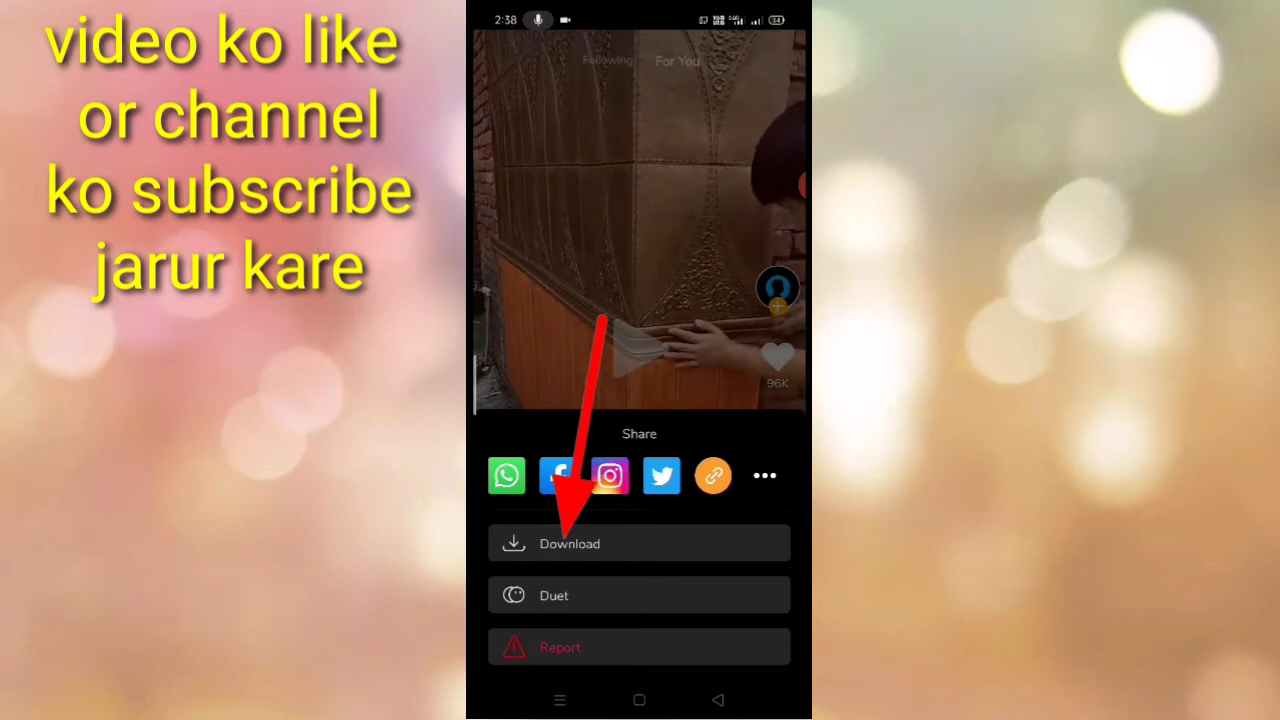 video ko like
or channel
ko subscribe
jarur kare
2:38
34
Following
For You
96K
Share
Download
Duet
Report